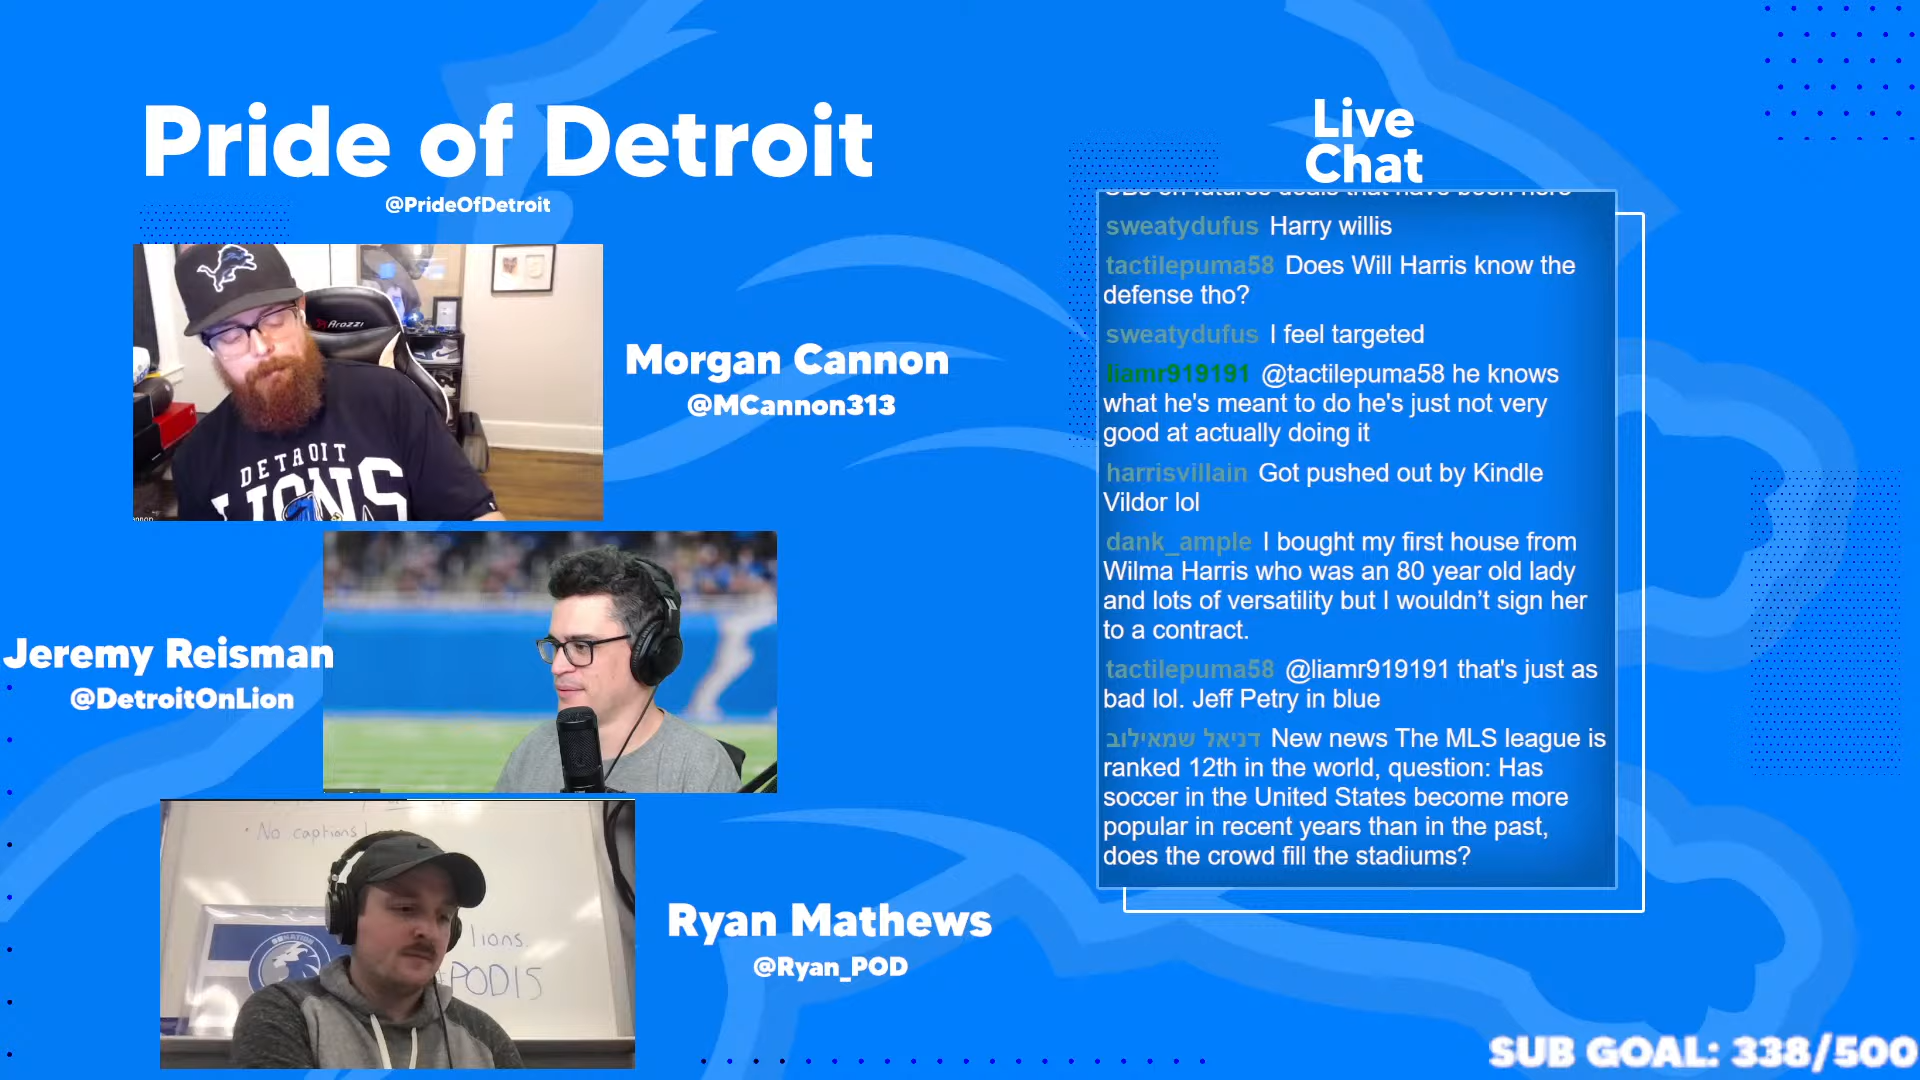 Pride of Detroit
@PrideOfDetroit
Arozzi
DETROIT
LIONS
Morgan Cannon
@MCannon313
Jeremy Reisman
@DetroitOnLion
No captions!
SBNATION
lions.
#POD15
Ryan Mathews
@Ryan_POD
Live
Chat
sweatydufus Harry willis
tactilepuma58 Does Will Harris know the
defense tho?
sweatydufus I feel targeted
liamr919191 @tactilepuma58 he knows
what he's meant to do he's just not very
good at actually doing it
harrisvillain Got pushed out by Kindle
Vildor lol
dank_ample I bought my first house from
Wilma Harris who was an 80 year old lady
and lots of versatility but I wouldn’t sign her
to a contract.
tactilepuma58 @liamr919191 that's just as
bad lol. Jeff Petry in blue
דניאל שמאילוב New news The MLS league is
ranked 12th in the world, question: Has
soccer in the United States become more
popular in recent years than in the past,
does the crowd fill the stadiums?
SUB GOAL: 338/500